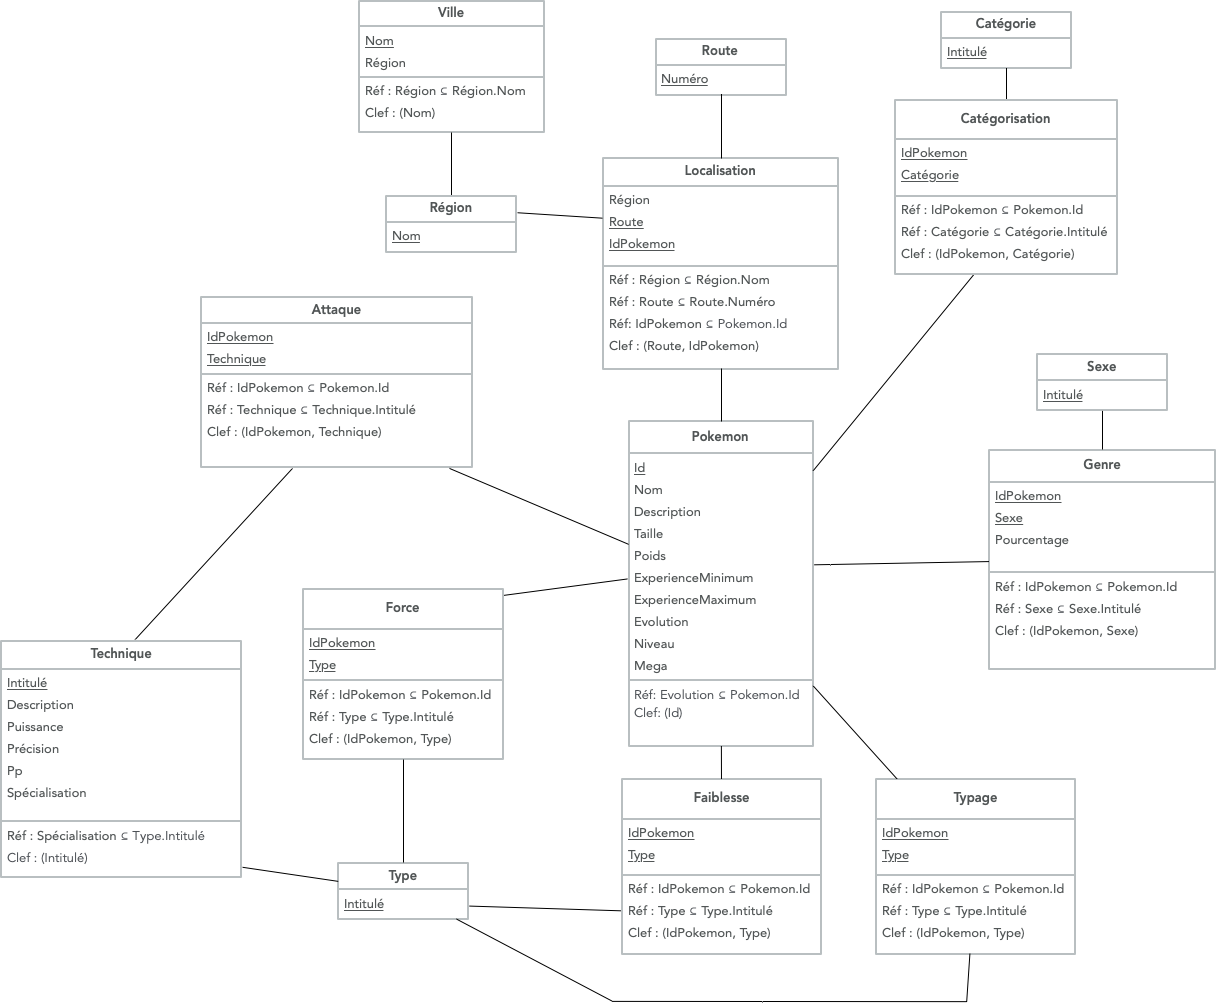 Ville
Nom
Région
Réf : Région ⊆ Région.Nom
Clef : (Nom)
Route
Numéro
Catégorie
Intitulé
Catégorisation
IdPokemon
Catégorie
Réf : IdPokemon ⊆ Pokemon.Id
Réf : Catégorie ⊆ Catégorie.Intitulé
Clef : (IdPokemon, Catégorie)
Région
Nom
Localisation
Région
Route
IdPokemon
Réf : Région ⊆ Région.Nom
Réf : Route ⊆ Route.Numéro
Réf: IdPokemon ⊆ Pokemon.Id
Clef : (Route, IdPokemon)
Attaque
IdPokemon
Technique
Réf : IdPokemon ⊆ Pokemon.Id
Réf : Technique ⊆ Technique.Intitulé
Clef : (IdPokemon, Technique)
Sexe
Intitulé
Pokemon
Id
Nom
Description
Taille
Poids
ExperienceMinimum
ExperienceMaximum
Evolution
Niveau
Mega
Réf: Evolution ⊆ Pokemon.Id
Clef: (Id)
Genre
IdPokemon
Sexe
Pourcentage
Réf : IdPokemon ⊆ Pokemon.Id
Réf : Sexe ⊆ Sexe.Intitulé
Clef : (IdPokemon, Sexe)
Force
IdPokemon
Type
Réf : IdPokemon ⊆ Pokemon.Id
Réf : Type ⊆ Type.Intitulé
Clef : (IdPokemon, Type)
Technique
Intitulé
Description
Puissance
Précision
Pp
Spécialisation
Réf : Spécialisation ⊆ Type.Intitulé
Clef : (Intitulé)
Type
Intitulé
Faiblesse
IdPokemon
Type
Réf : IdPokemon ⊆ Pokemon.Id
Réf : Type ⊆ Type.Intitulé
Clef : (IdPokemon, Type)
Typage
IdPokemon
Type
Réf : IdPokemon ⊆ Pokemon.Id
Réf : Type ⊆ Type.Intitulé
Clef : (IdPokemon, Type)